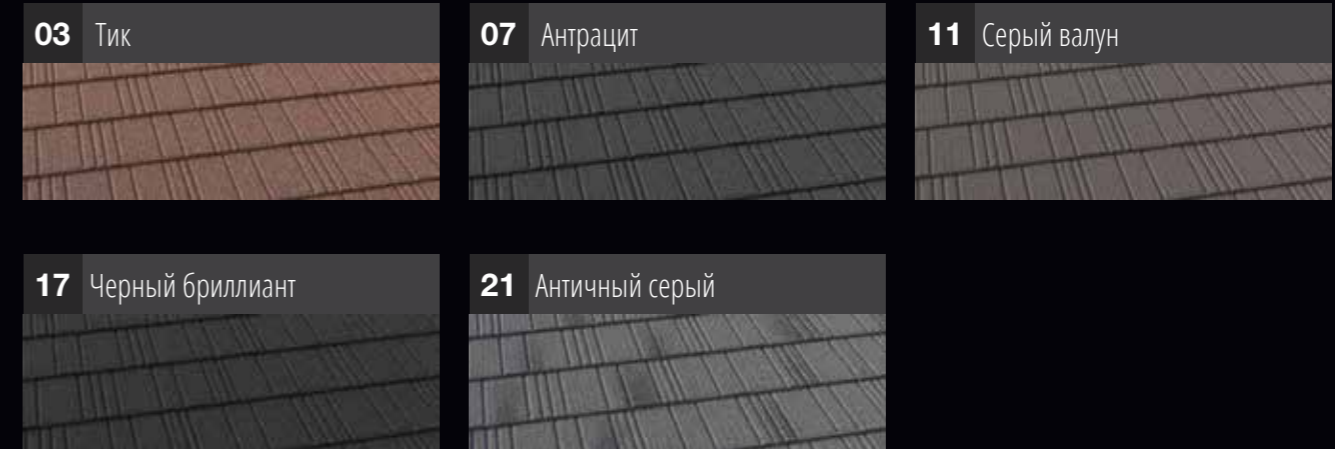 03 Тик
07 Антрацит
11 Серый валун
17 Черный бриллиант
21 Античный серый